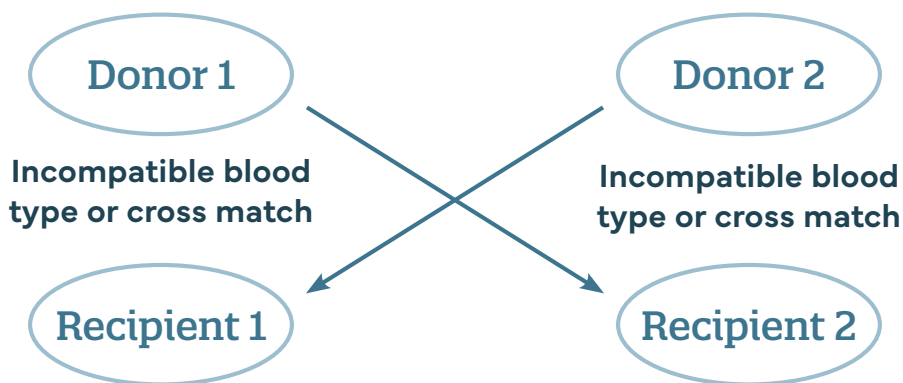 Donor 1
Donor 2
Incompatible blood
type or cross match
Incompatible blood
type or cross match
Recipient 1
Recipient 2